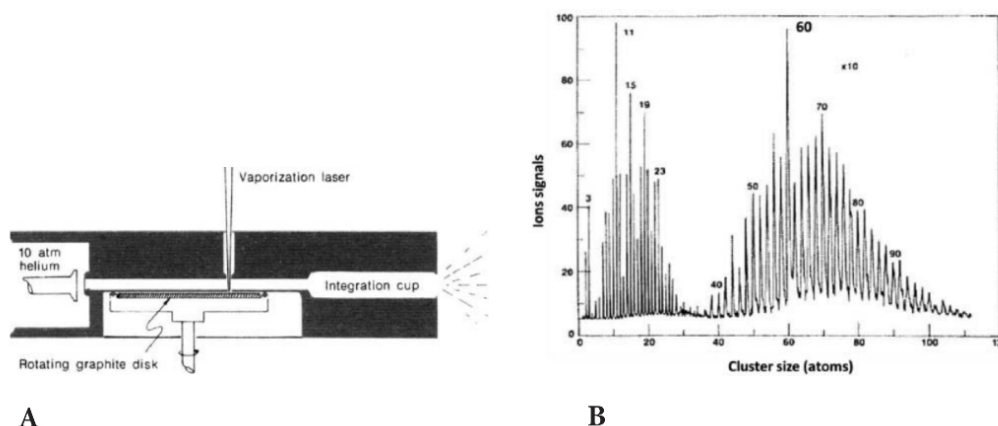 Vaporization laser
10 atm
helium
Integration cup
Rotating graphite disk
A
Ions signals
100
80
60
40
20
0
3
11
15
19
23
40
50
60
70
80
90
x10
0
20
40
60
80
100
12
Cluster size (atoms)
B